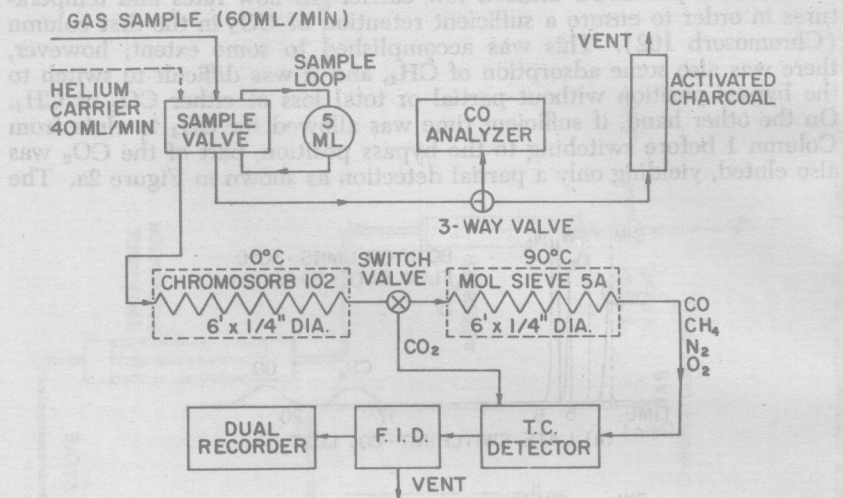 GAS SAMPLE (60ML/MIN)
VENT
HELIUM
CARRIER
40ML/MIN
SAMPLE
VALVE
SAMPLE
LOOP
5
ML
CO
ANALYZER
ACTIVATED
CHARCOAL
3-WAY VALVE
0°C
CHROMOSORB 102
6' x 1/4" DIA.
SWITCH
VALVE
90°C
MOL SIEVE 5A
6' x 1/4" DIA.
CO₂
CO
CH₄
N₂
O₂
DUAL
RECORDER
F.I.D.
T.C.
DETECTOR
VENT